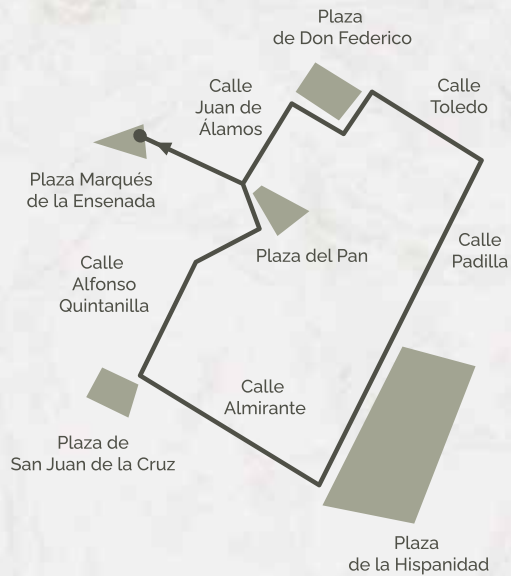 Plaza
de Don Federico
Calle
Juan de
Álamos
Calle
Toledo
Plaza Marqués
de la Ensenada
Plaza del Pan
Calle
Padilla
Calle
Alfonso
Quintanilla
Calle
Almirante
Plaza de
San Juan de la Cruz
Plaza
de la Hispanidad